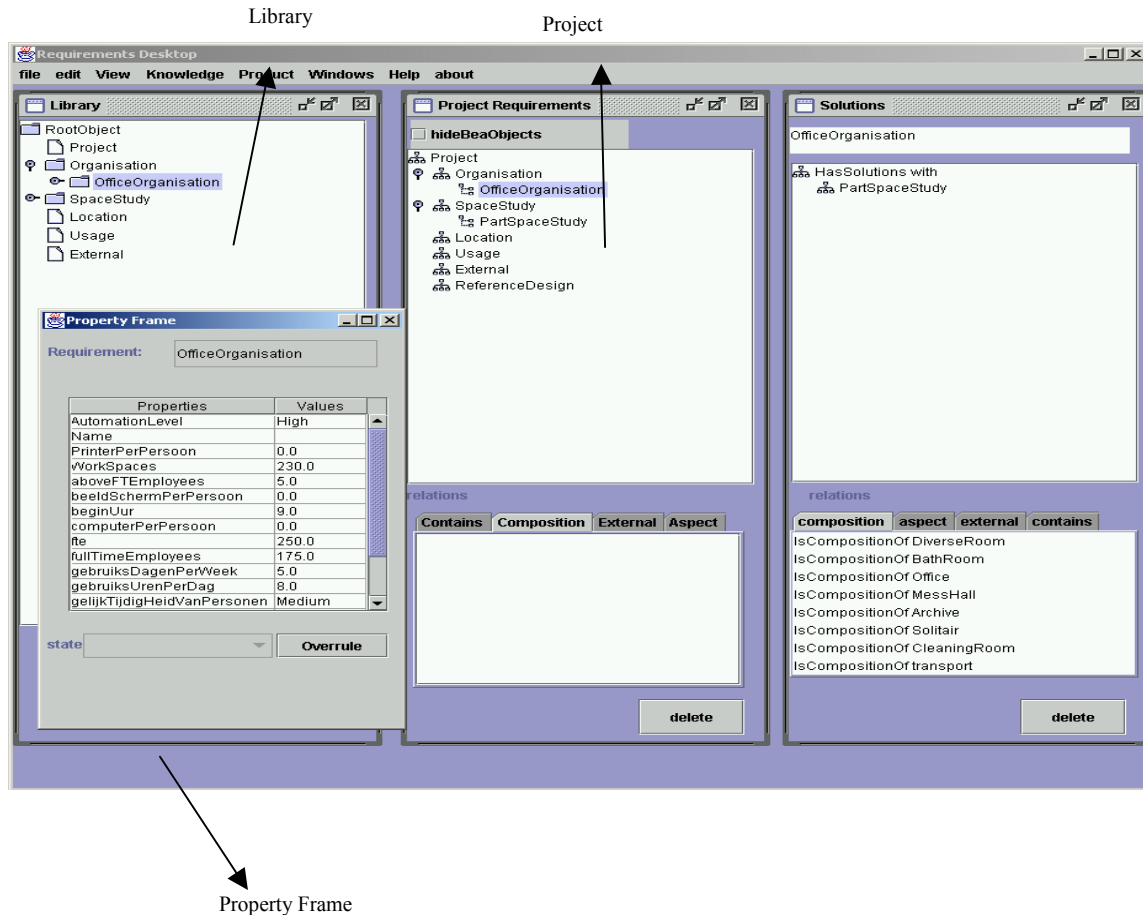 Library
Project
Requirements Desktop
file edit View Knowledge Product Windows Help about
Library
RootObject
Project
Organisation
OfficeOrganisation
SpaceStudy
Location
Usage
External
Project Requirements
hideBeaObjects
Project
Organisation
OfficeOrganisation
SpaceStudy
PartSpaceStudy
Location
Usage
External
ReferenceDesign
relations
Contains Composition External Aspect
delete
Solutions
OfficeOrganisation
HasSolutions with
PartSpaceStudy
relations
composition aspect external contains
IsCompositionOf DiverseRoom
IsCompositionOf BathRoom
IsCompositionOf Office
IsCompositionOf MessHall
IsCompositionOf Archive
IsCompositionOf Solitair
IsCompositionOf CleaningRoom
IsCompositionOf transport
delete
Property Frame
Requirement: OfficeOrganisation
Properties Values
AutomationLevel High
Name
PrinterPerPersoon 0.0
WorkSpaces 230.0
aboveFTEmployees 5.0
beeldSchermPerPersoon 0.0
beginUur 9.0
computerPerPersoon 0.0
fte 250.0
fullTimeEmployees 175.0
gebruiksDagenPerWeek 5.0
gebruiksUrenPerDag 8.0
gelijkTijdigHeidVanPersonen Medium
state Overrule
Property Frame